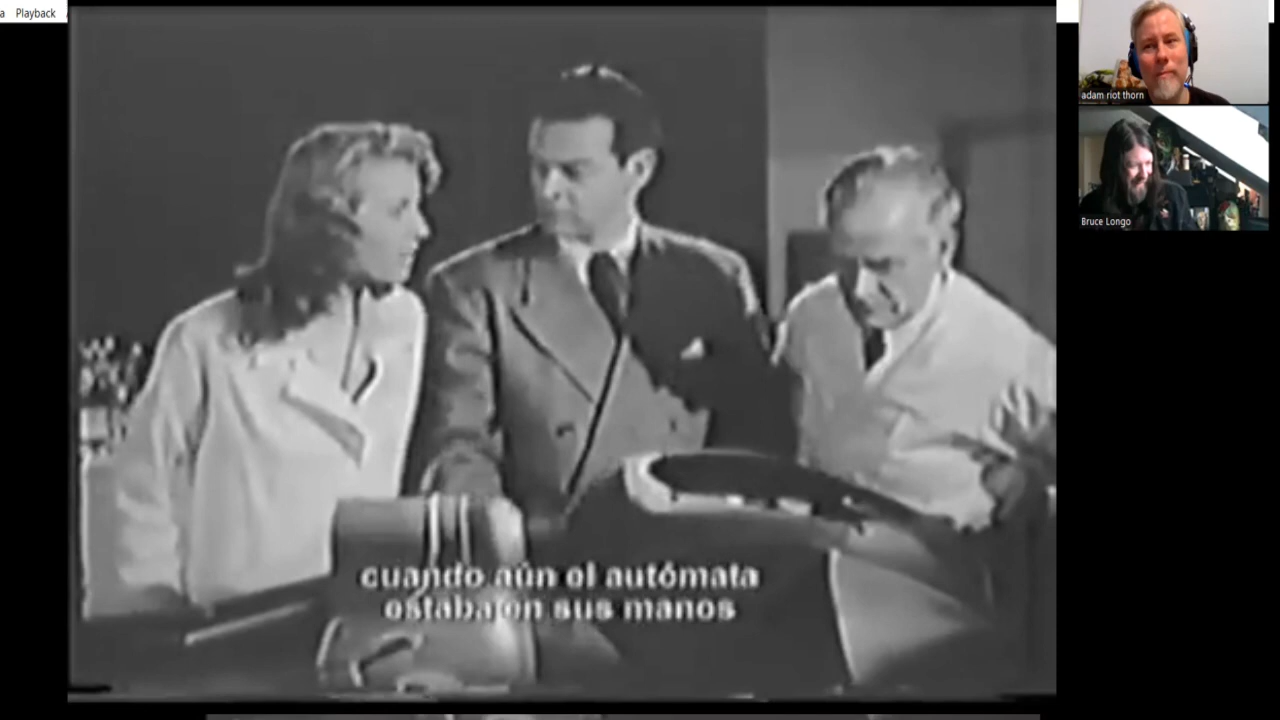 a Playback
adam riot thorn
Bruce Longo
cuando aún el autómata
estaba en sus manos